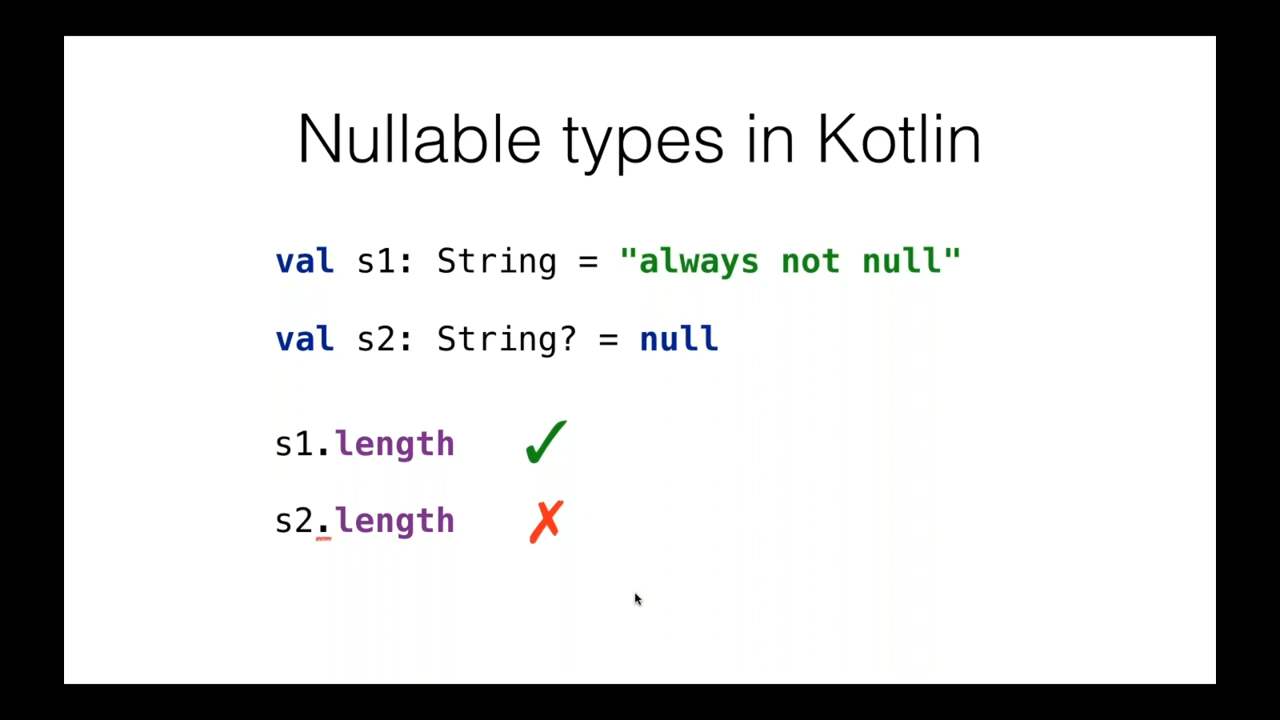 Nullable types in Kotlin
val s1: String = "always not null"
val s2: String? = null
s1.length ✓
s2.length ✗